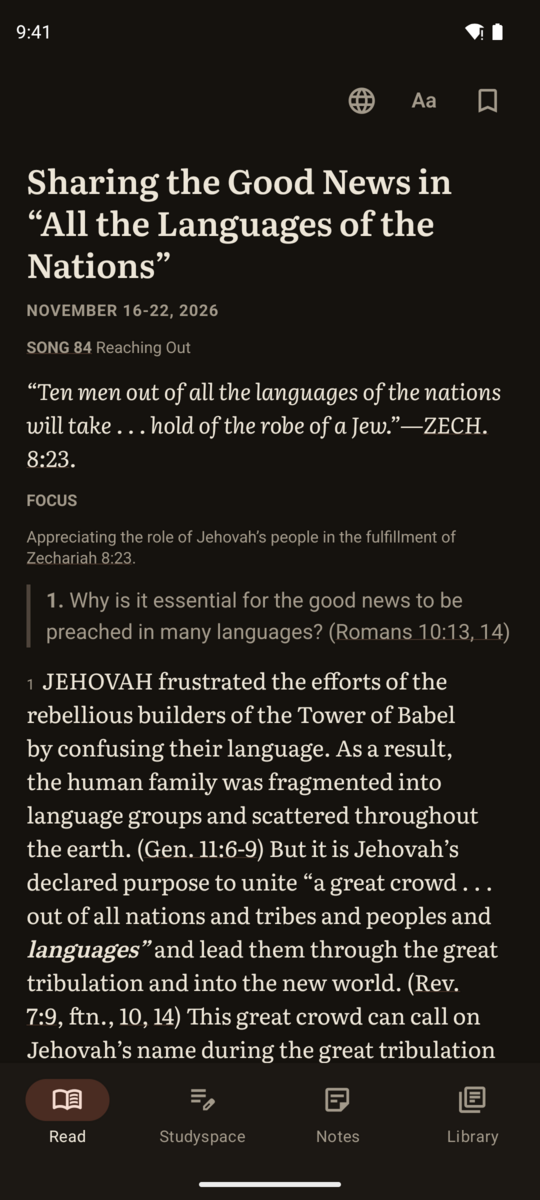 9:41
Aa
Sharing the Good News in
“All the Languages of the
Nations”
NOVEMBER 16-22, 2026
SONG 84 Reaching Out
“Ten men out of all the languages of the nations
will take . . . hold of the robe of a Jew.”—ZECH.
8:23.
FOCUS
Appreciating the role of Jehovah’s people in the fulfillment of
Zechariah 8:23.
1. Why is it essential for the good news to be
preached in many languages? (Romans 10:13, 14)
1 JEHOVAH frustrated the efforts of the
rebellious builders of the Tower of Babel
by confusing their language. As a result,
the human family was fragmented into
language groups and scattered throughout
the earth. (Gen. 11:6-9) But it is Jehovah’s
declared purpose to unite “a great crowd . . .
out of all nations and tribes and peoples and
languages” and lead them through the great
tribulation and into the new world. (Rev.
7:9, ftn., 10, 14) This great crowd can call on
Jehovah’s name during the great tribulation
Read
Studyspace
Notes
Library